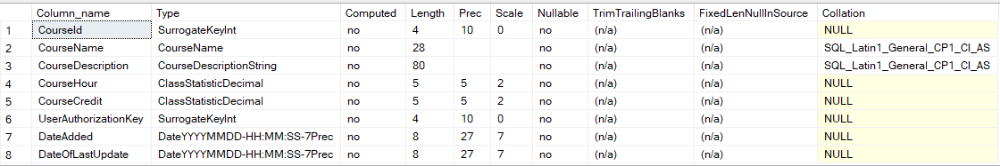 Column_name Type Computed Length Prec Scale Nullable TrimTrailingBlanks FixedLenNullInSource Collation
1 CourseId SurrogateKeyInt no 4 10 0 no (n/a) (n/a) NULL
2 CourseName CourseName no 28 no (n/a) (n/a) SQL_Latin1_General_CP1_CI_AS
3 CourseDescription CourseDescriptionString no 80 no (n/a) (n/a) SQL_Latin1_General_CP1_CI_AS
4 CourseHour ClassStatisticDecimal no 5 5 2 no (n/a) (n/a) NULL
5 CourseCredit ClassStatisticDecimal no 5 5 2 no (n/a) (n/a) NULL
6 UserAuthorizationKey SurrogateKeyInt no 4 10 0 no (n/a) (n/a) NULL
7 DateAdded DateYYYYMMDD-HH:MM:SS-7Prec no 8 27 7 no (n/a) (n/a) NULL
8 DateOfLastUpdate DateYYYYMMDD-HH:MM:SS-7Prec no 8 27 7 no (n/a) (n/a) NULL